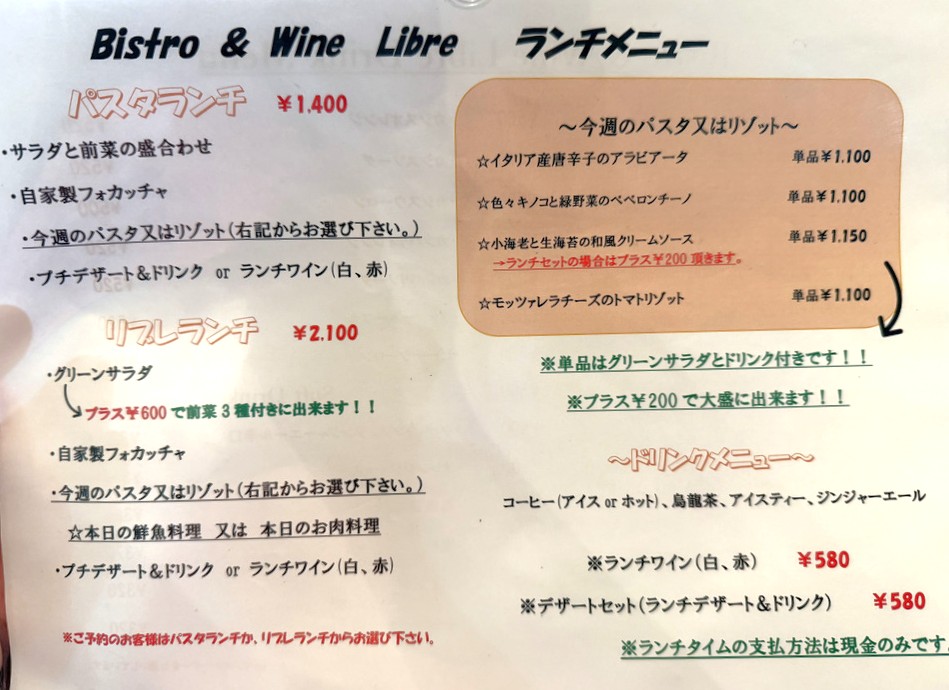 Bistro & Wine Libre ランチメニュー
パスタランチ ￥1,400
・サラダと前菜の盛合わせ
・自家製フォカッチャ
・今週のパスタ又はリゾット(右記からお選び下さい。)
・プチデザート＆ドリンク or ランチワイン(白、赤)
リブレランチ ￥2.100
・グリーンサラダ
プラス￥600で前菜3種付きに出来ます！！
・自家製フォカッチャ
・今週のパスタ又はリゾット(右記からお選び下さい。)
☆本日の鮮魚料理 又は 本日のお肉料理
・プチデザート＆ドリンク or ランチワイン(白、赤)
※ご予約のお客様はパスタランチか、リブレランチからお選び下さい。
～今週のパスタ又はリゾット～
☆イタリア産唐辛子のアラビアータ 単品￥1.100
☆色々キノコと緑野菜のペペロンチーノ 単品￥1.100
☆小海老と生海苔の和風クリームソース 単品￥1.150
→ランチセットの場合はプラス￥200頂きます。
☆モッツァレラチーズのトマトリゾット 単品￥1.100
※単品はグリーンサラダとドリンク付きです！！
※プラス￥200で大盛に出来ます！！
～ドリンクメニュー～
コーヒー(アイス or ホット)、烏龍茶、アイスティー、ジンジャーエール
※ランチワイン(白、赤) ￥580
※デザートセット(ランチデザート＆ドリンク) ￥580
※ランチタイムの支払方法は現金のみです